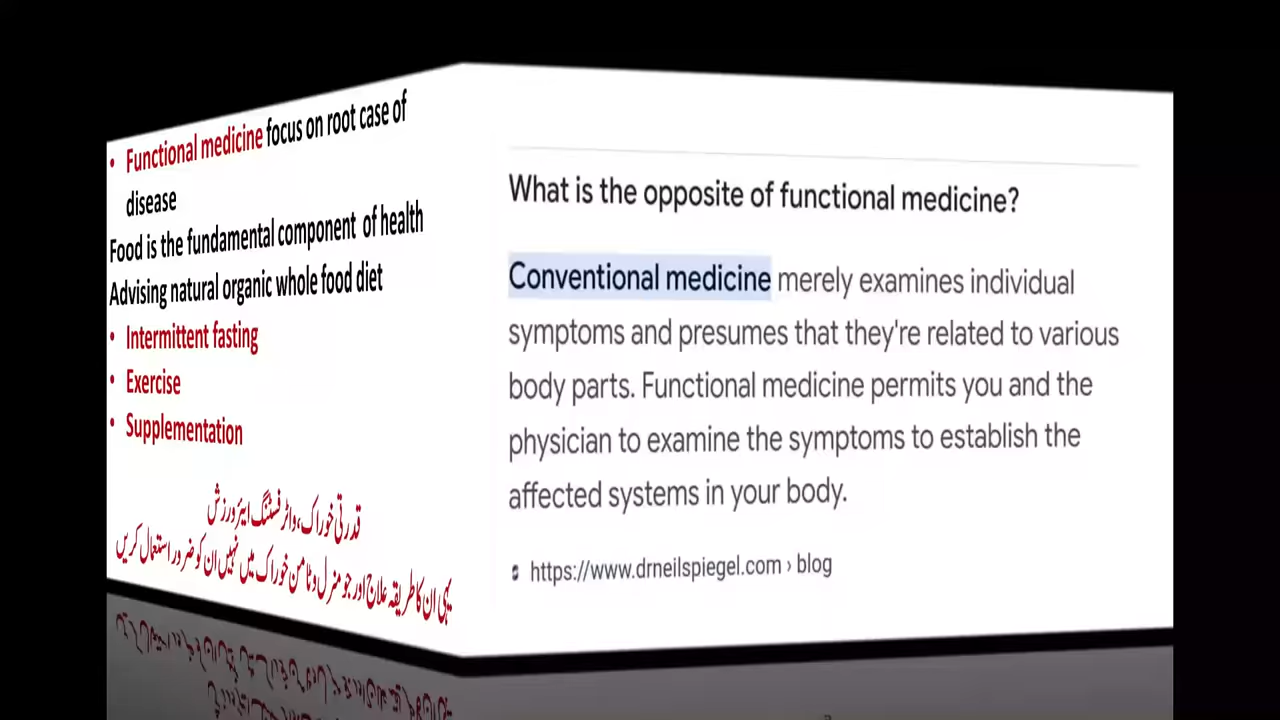 • Functional medicine focus on root case of
disease
Food is the fundamental component of health
Advising natural organic whole food diet
• Intermittent fasting
• Exercise
• Supplementation
قدرتی خوراک، واٹر فسٹنگ ایئرورزش
یہی ان کا طریقہ علاج اور جو منرل وٹامن خوراک میں نہیں ان کو ضرور استعمال کریں
What is the opposite of functional medicine?
Conventional medicine merely examines individual
symptoms and presumes that they're related to various
body parts. Functional medicine permits you and the
physician to examine the symptoms to establish the
affected systems in your body.
https://www.drneilspiegel.com › blog